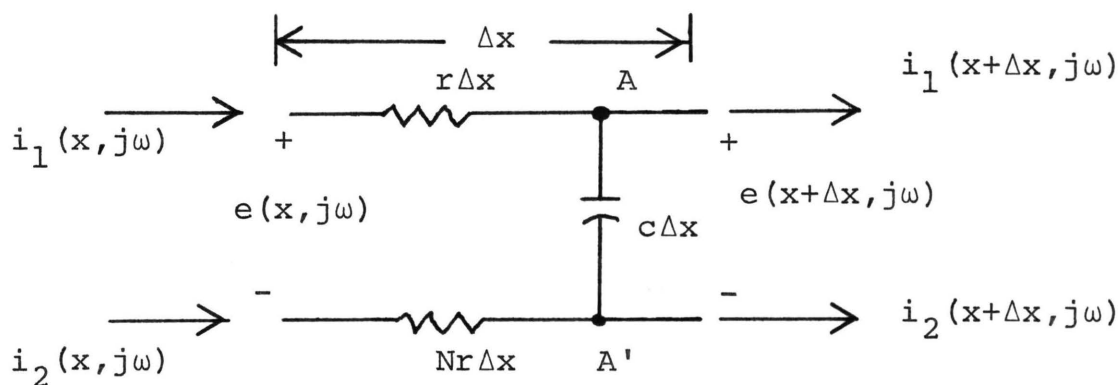 Δx
rΔx
A
i₁(x+Δx,jω)
i₁(x,jω)
+
+
e(x,jω)
e(x+Δx,jω)
cΔx
-
-
i₂(x,jω)
NrΔx
A'
i₂(x+Δx,jω)